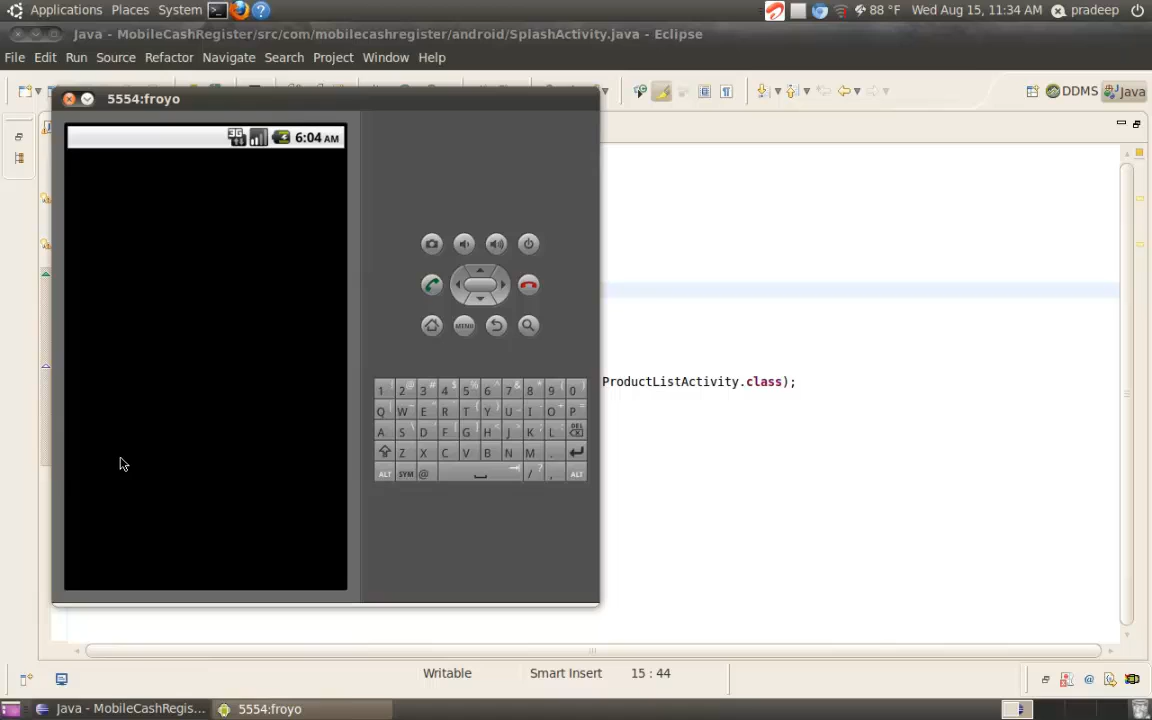 Applications Places System 88 °F Wed Aug 15, 11:34 AM pradeep
Java - MobileCashRegister/src/com/mobilecashregister/android/SplashActivity.java - Eclipse
File Edit Run Source Refactor Navigate Search Project Window Help
DDMS Java
5554:froyo
3G 6:04 AM
MENU
ProductListActivity.class);
1 ! 2 @ 3 # 4 $ 5 % 6 ^ 7 & 8 * 9 ( 0 )
Q W E R T Y U I O P
A S D F G H J K L DEL
Z X C V B N M .
ALT SYM @ / ? , ALT
Writable Smart Insert 15 : 44
Java - MobileCashRegis... 5554:froyo